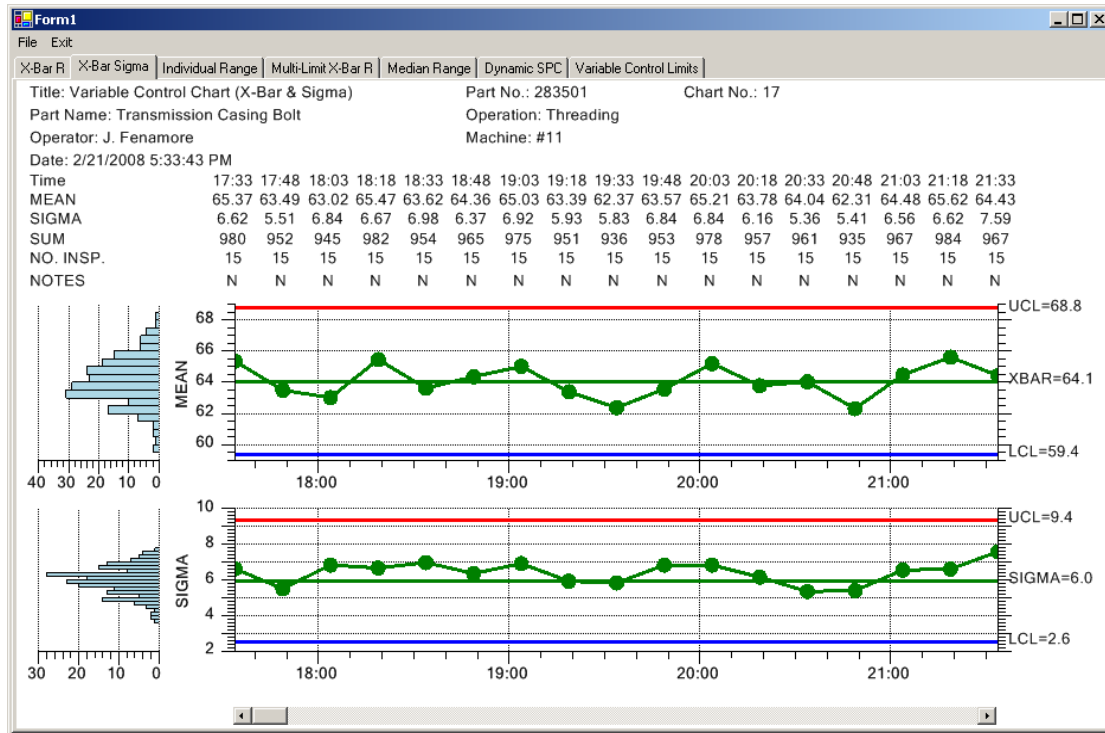 Form1
File Exit
X-Bar R X-Bar Sigma Individual Range Multi-Limit X-Bar R Median Range Dynamic SPC Variable Control Limits
Title: Variable Control Chart (X-Bar & Sigma) Part No.: 283501 Chart No.: 17
Part Name: Transmission Casing Bolt Operation: Threading
Operator: J. Fenamore Machine: #11
Date: 2/21/2008 5:33:43 PM
Time 17:33 17:48 18:03 18:18 18:33 18:48 19:03 19:18 19:33 19:48 20:03 20:18 20:33 20:48 21:03 21:18 21:33
MEAN 65.37 63.49 63.02 65.47 63.62 64.36 65.03 63.39 62.37 63.57 65.21 63.78 64.04 62.31 64.48 65.62 64.43
SIGMA 6.62 5.51 6.84 6.67 6.98 6.37 6.92 5.93 5.83 6.84 6.84 6.16 5.36 5.41 6.56 6.62 7.59
SUM 980 952 945 982 954 965 975 951 936 953 978 957 961 935 967 984 967
NO. INSP. 15 15 15 15 15 15 15 15 15 15 15 15 15 15 15 15 15
NOTES N N N N N N N N N N N N N N N N N
UCL=68.8
68
66
MEAN
64
XBAR=64.1
62
60
LCL=59.4
40 30 20 10 0
18:00 19:00 20:00 21:00
10
UCL=9.4
8
SIGMA
6
SIGMA=6.0
4
LCL=2.6
2
30 20 10 0
18:00 19:00 20:00 21:00